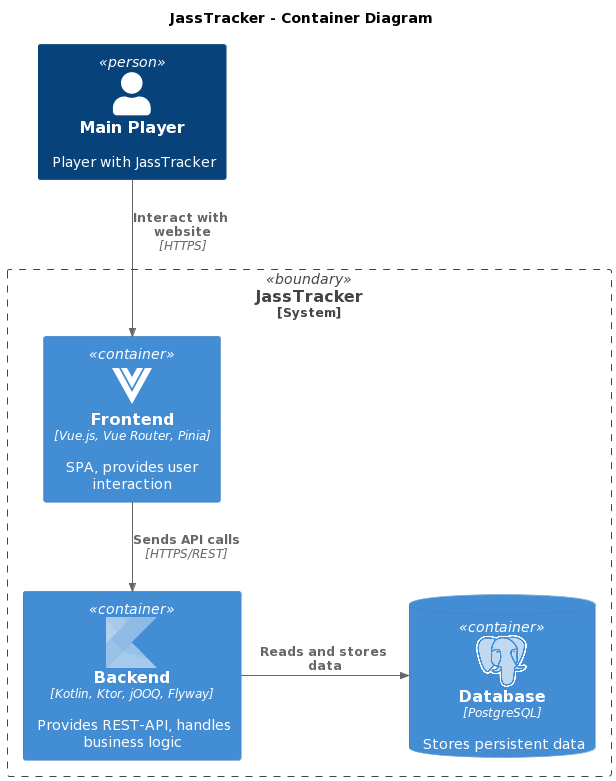 JassTracker - Container Diagram
«person»
Main Player
Player with JassTracker
Interact with
website
[HTTPS]
«boundary»
JassTracker
[System]
«container»
Frontend
[Vue.js, Vue Router, Pinia]
SPA, provides user
interaction
Sends API calls
[HTTPS/REST]
«container»
Backend
[Kotlin, Ktor, jOOQ, Flyway]
Provides REST-API, handles
business logic
Reads and stores
data
«container»
Database
[PostgreSQL]
Stores persistent data